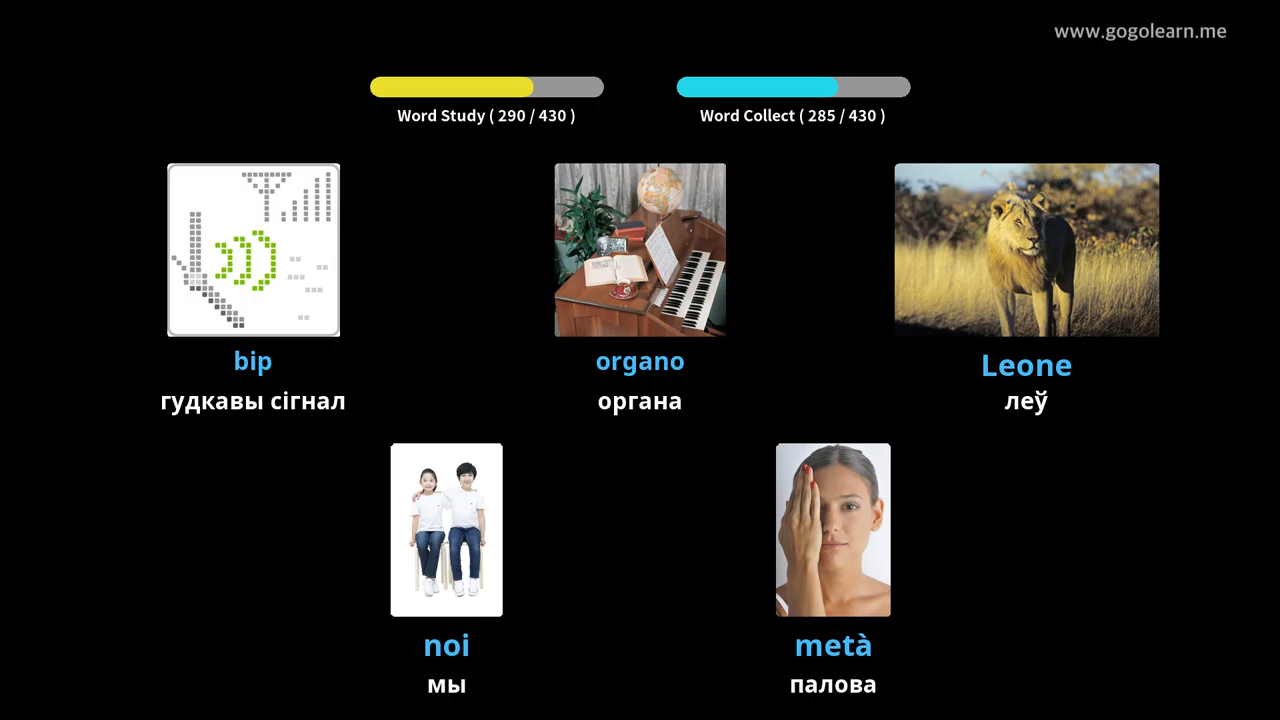 www.gogolearn.me
Word Study ( 290 / 430 )
Word Collect ( 285 / 430 )
bip
organo
Leone
гудкавы сігнал
органа
леў
noi
metà
мы
палова